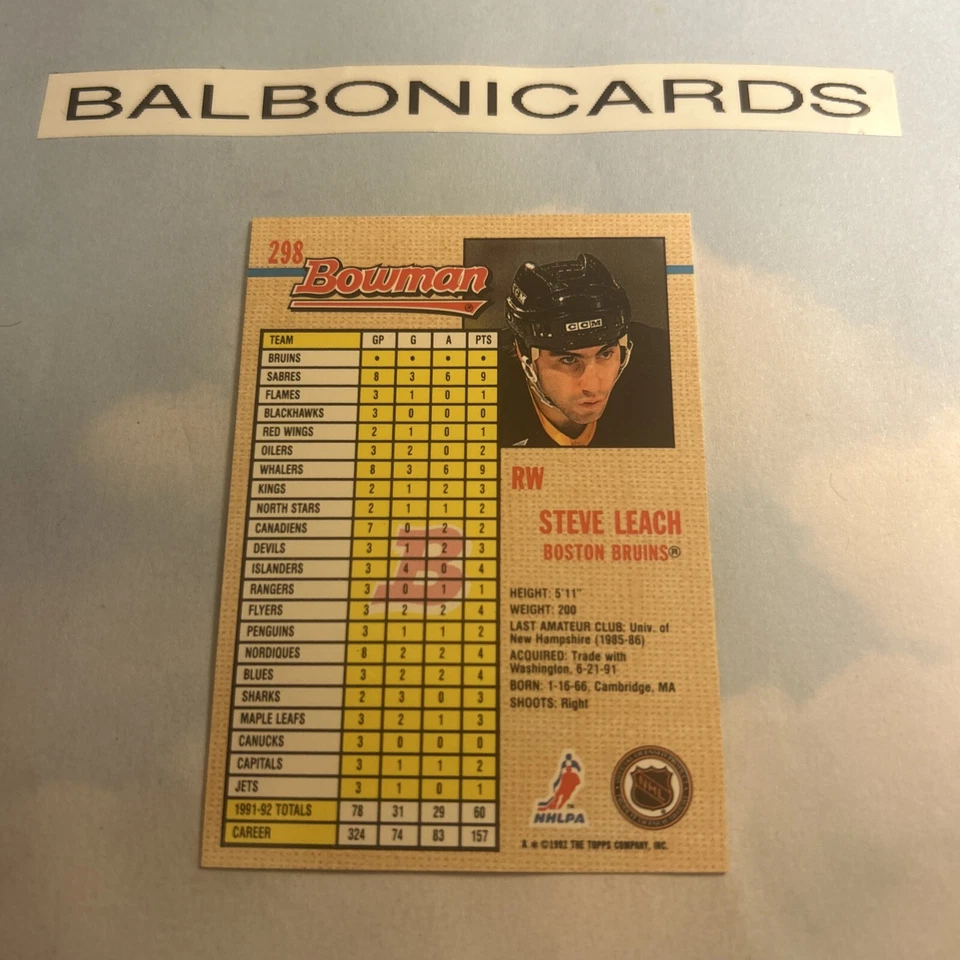 BALBONICARDS
298
Bowman
CCM
TEAM GP G A PTS
BRUINS • • • •
SABRES 8 3 6 9
FLAMES 3 1 0 1
BLACKHAWKS 3 0 0 0
RED WINGS 2 1 0 1
OILERS 3 2 0 2
WHALERS 8 3 6 9
KINGS 2 1 2 3
NORTH STARS 2 1 1 2
CANADIENS 7 0 2 2
DEVILS 3 1 2 3
ISLANDERS 3 4 0 4
RANGERS 3 0 1 1
FLYERS 3 2 2 4
PENGUINS 3 1 1 2
NORDIQUES 8 2 2 4
BLUES 3 2 2 4
SHARKS 2 3 0 3
MAPLE LEAFS 3 2 1 3
CANUCKS 3 0 0 0
CAPITALS 3 1 1 2
JETS 3 1 0 1
1991-92 TOTALS 78 31 29 60
CAREER 324 74 83 157
B
RW
STEVE LEACH
BOSTON BRUINS®
HEIGHT: 5'11"
WEIGHT: 200
LAST AMATEUR CLUB: Univ. of
New Hampshire (1985-86)
ACQUIRED: Trade with
Washington, 6-21-91
BORN: 1-16-66, Cambridge, MA
SHOOTS: Right
NHLPA
NHL
©1992 THE TOPPS COMPANY, INC.